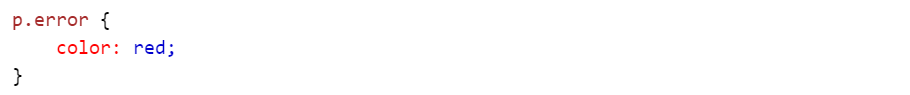 p.error {
    color: red;
}